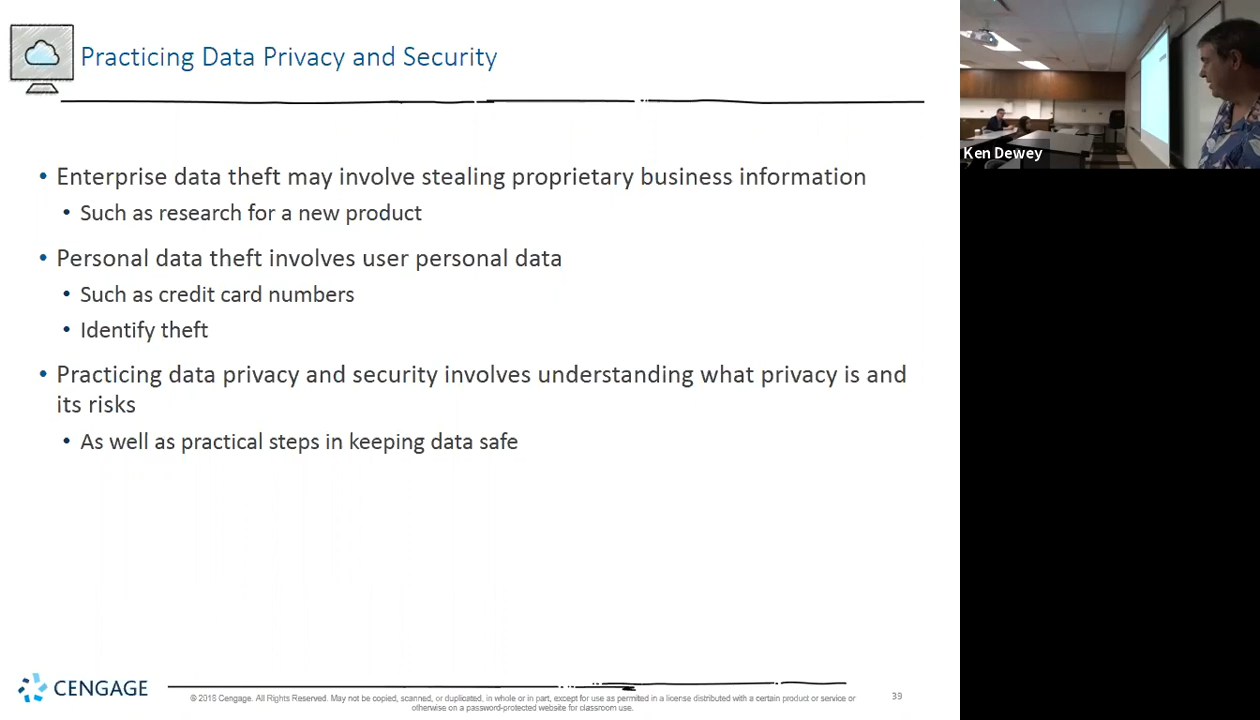 Practicing Data Privacy and Security
Ken Dewey
• Enterprise data theft may involve stealing proprietary business information
• Such as research for a new product
• Personal data theft involves user personal data
• Such as credit card numbers
• Identify theft
• Practicing data privacy and security involves understanding what privacy is and
its risks
• As well as practical steps in keeping data safe
CENGAGE
© 2018 Cengage. All Rights Reserved. May not be copied, scanned, or duplicated, in whole or in part, except for use as permitted in a license distributed with a certain product or service or
otherwise on a password-protected website for classroom use.
39